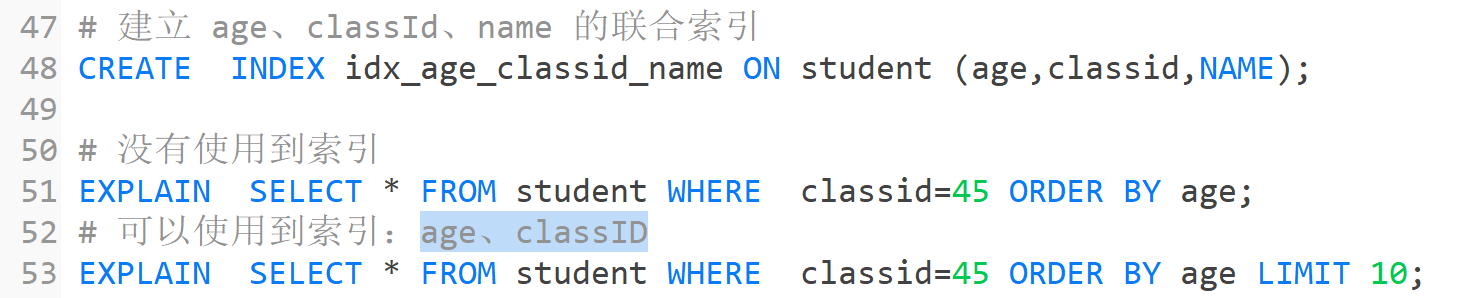 47 # 建立 age、classId、name 的联合索引
48 CREATE  INDEX idx_age_classid_name ON student (age,classid,NAME);
49
50 # 没有使用到索引
51 EXPLAIN  SELECT * FROM student WHERE  classid=45 ORDER BY age;
52 # 可以使用到索引：age、classID
53 EXPLAIN  SELECT * FROM student WHERE  classid=45 ORDER BY age LIMIT 10;